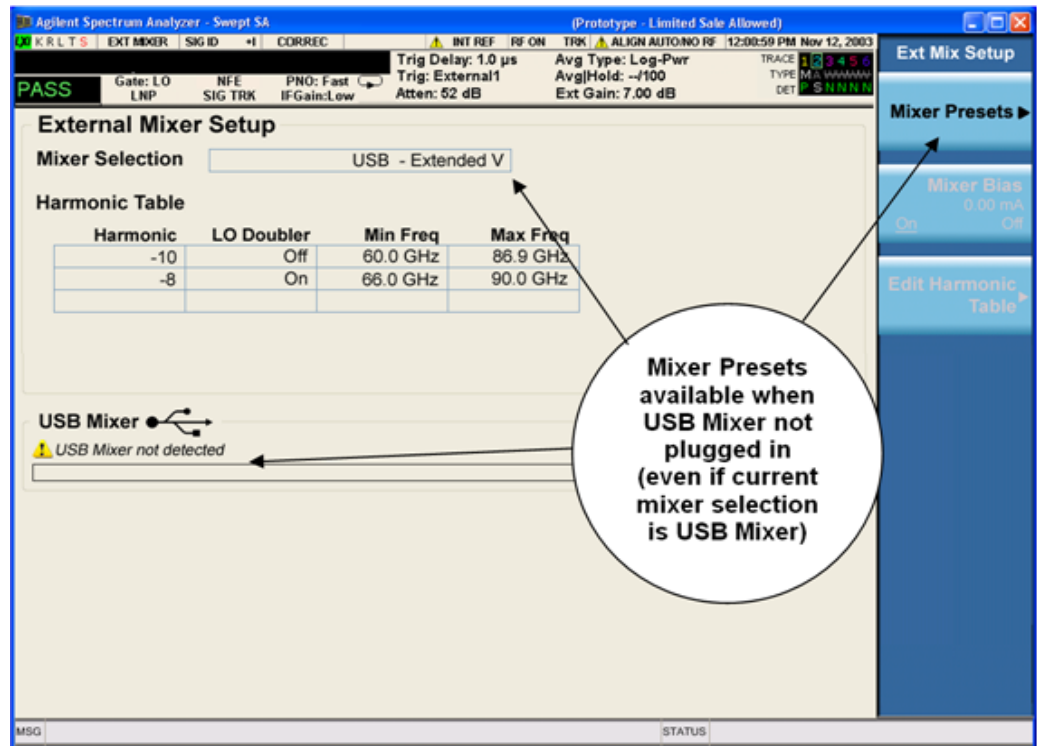 Agilent Spectrum Analyzer - Swept SA (Prototype - Limited Sale Allowed)
K R L T S EXT MIXER SIG ID +I CORREC INT REF RF ON TRK ALIGN AUTO/NO RF 12:00:59 PM Nov 12, 2003
PASS
Gate: LO
LNP
NFE
SIG TRK
PNO: Fast
IFGain:Low
Trig Delay: 1.0 µs
Trig: External1
Atten: 52 dB
Avg Type: Log-Pwr
Avg|Hold: --/100
Ext Gain: 7.00 dB
TRACE 1 2 3 4 5 6
TYPE M A W W W W
DET P S N N N N
Ext Mix Setup
Mixer Presets
Mixer Bias
0.00 mA
On Off
Edit Harmonic
Table
External Mixer Setup
Mixer Selection USB - Extended V
Harmonic Table
Harmonic LO Doubler Min Freq Max Freq
-10 Off 60.0 GHz 86.9 GHz
-8 On 66.0 GHz 90.0 GHz
USB Mixer
USB Mixer not detected
Mixer Presets
available when
USB Mixer not
plugged in
(even if current
mixer selection
is USB Mixer)
MSG STATUS